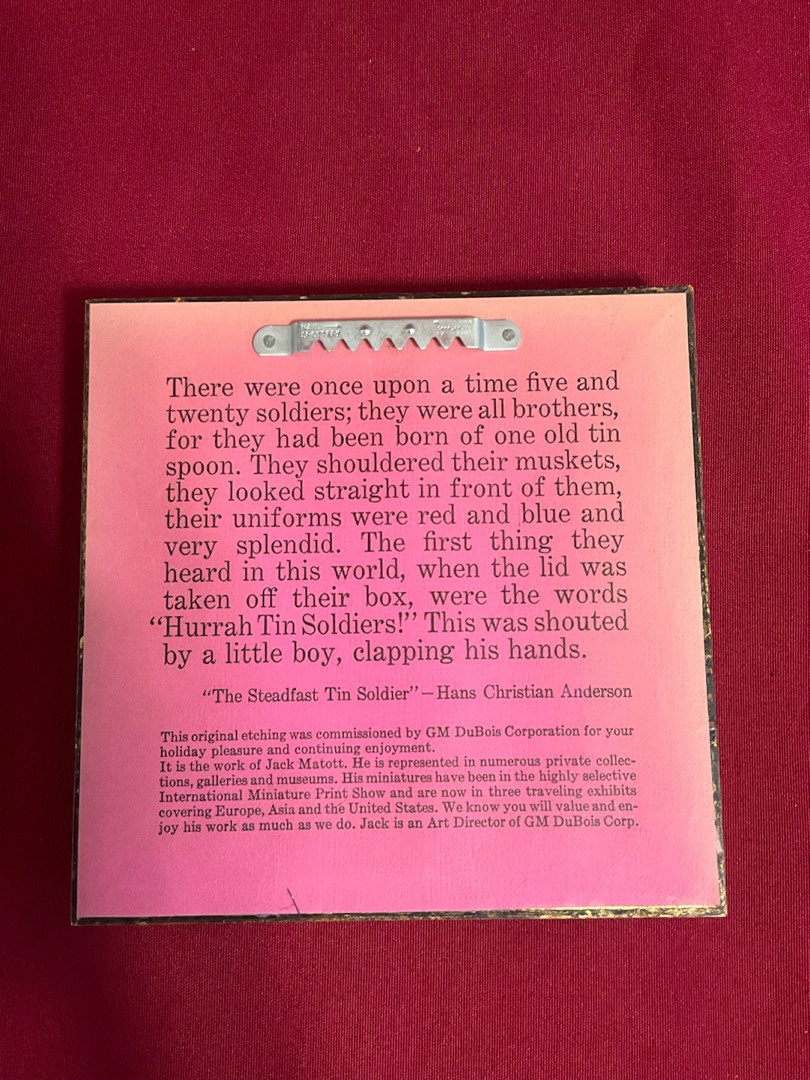 There were once upon a time five and
twenty soldiers; they were all brothers,
for they had been born of one old tin
spoon. They shouldered their muskets,
they looked straight in front of them,
their uniforms were red and blue and
very splendid. The first thing they
heard in this world, when the lid was
taken off their box, were the words
“Hurrah Tin Soldiers!” This was shouted
by a little boy, clapping his hands.
“The Steadfast Tin Soldier”—Hans Christian Anderson
This original etching was commissioned by GM DuBois Corporation for your
holiday pleasure and continuing enjoyment.
It is the work of Jack Matott. He is represented in numerous private collec-
tions, galleries and museums. His miniatures have been in the highly selective
International Miniature Print Show and are now in three traveling exhibits
covering Europe, Asia and the United States. We know you will value and en-
joy his work as much as we do. Jack is an Art Director of GM DuBois Corp.